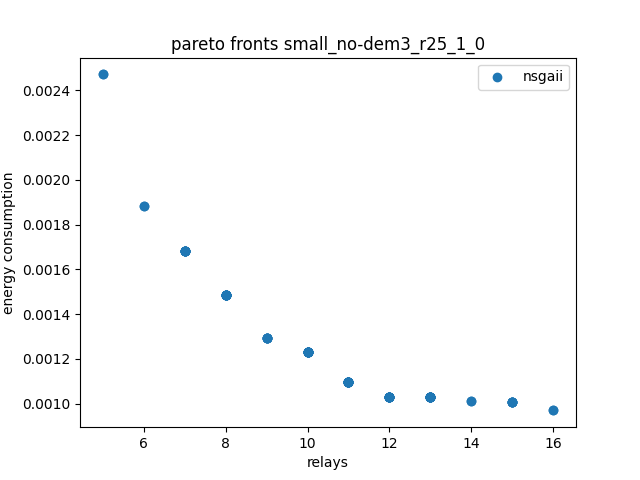 pareto fronts small_no-dem3_r25_1_0
nsgaii
0.0024
0.0022
0.0020
0.0018
0.0016
0.0014
0.0012
0.0010
energy consumption
6 8 10 12 14 16
relays